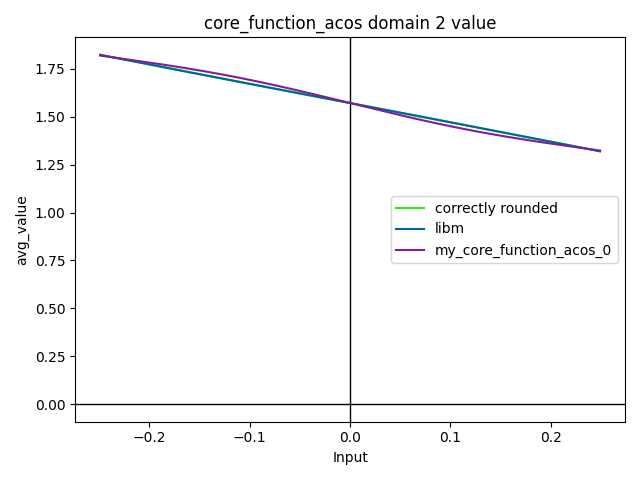 core_function_acos domain 2 value
avg_value
1.75
1.50
1.25
1.00
0.75
0.50
0.25
0.00
correctly rounded
libm
my_core_function_acos_0
−0.2
−0.1
0.0
0.1
0.2
Input